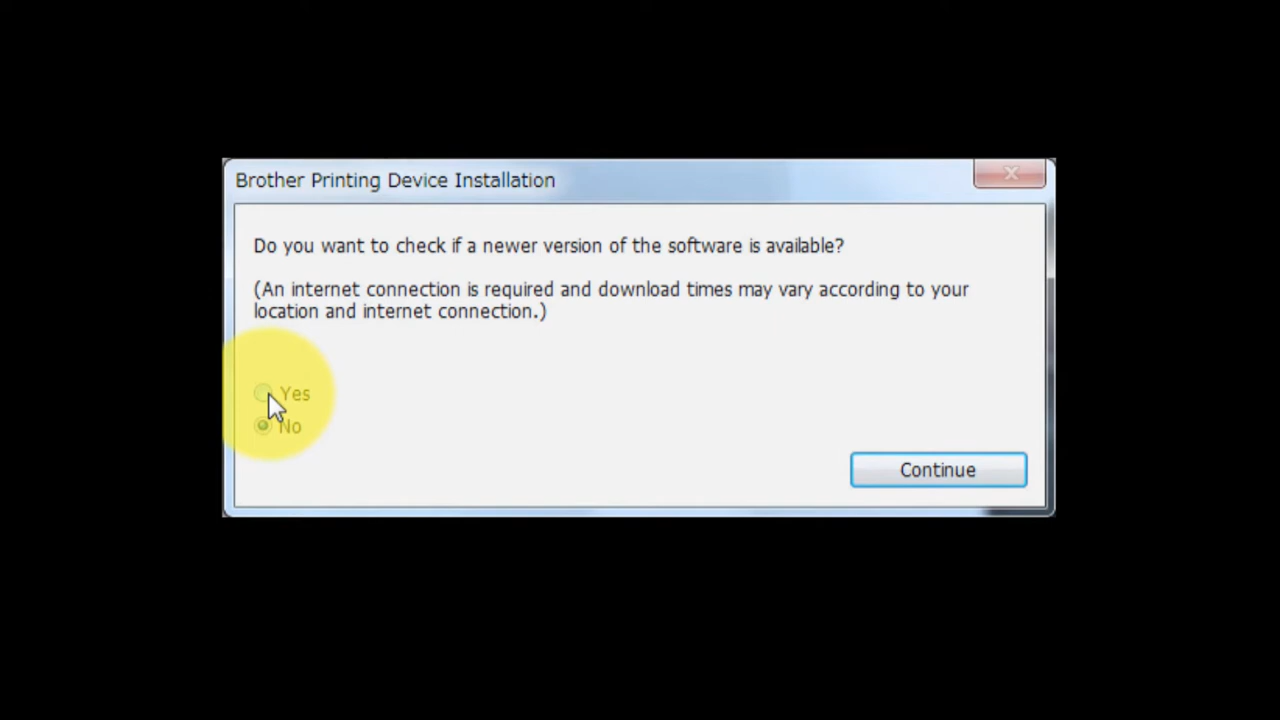 Brother Printing Device Installation
Do you want to check if a newer version of the software is available?
(An internet connection is required and download times may vary according to your
location and internet connection.)
Yes
No
Continue